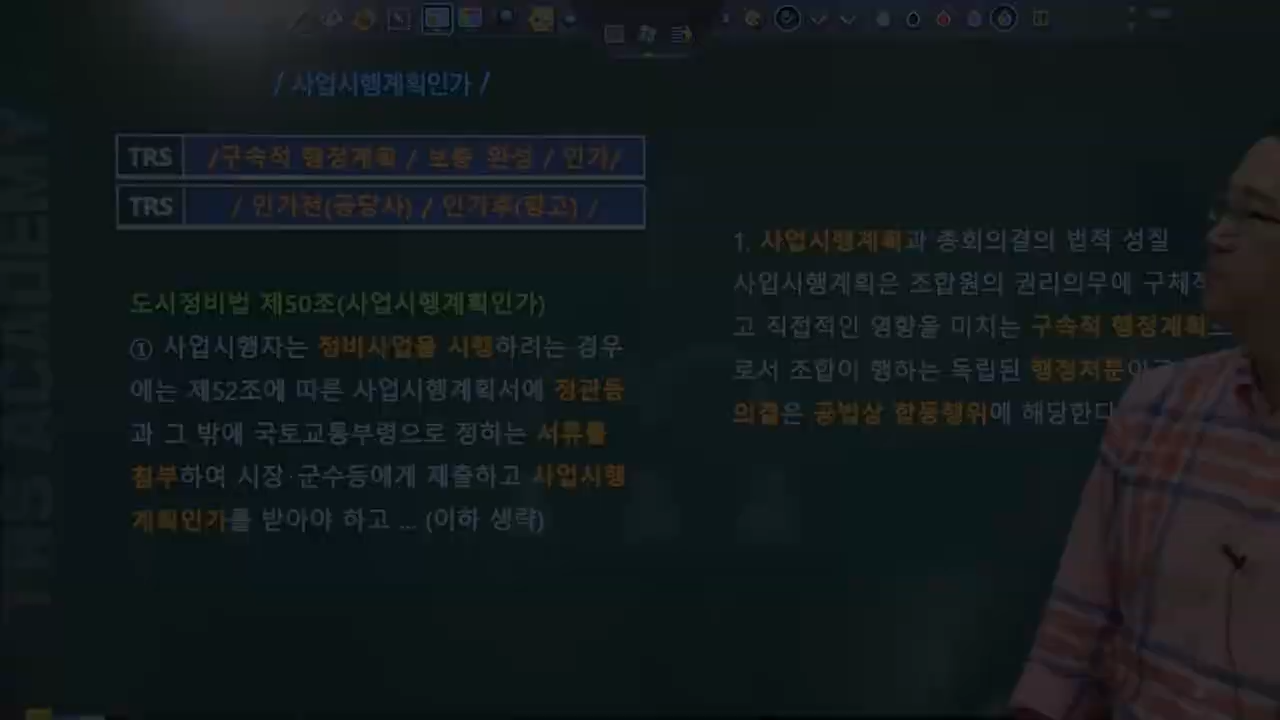 / 사업시행계획인가 /
TRS /구속적 행정계획 / 보충 완성 / 인가/
TRS / 인가전(공당사) / 인가후(항고) /
도시정비법 제50조(사업시행계획인가)
① 사업시행자는 정비사업을 시행하려는 경우
에는 제52조에 따른 사업시행계획서에 정관등
과 그 밖에 국토교통부령으로 정하는 서류를
첨부하여 시장·군수등에게 제출하고 사업시행
계획인가를 받아야 하고 ... (이하 생략)
1. 사업시행계획과 총회의결의 법적 성질
사업시행계획은 조합원의 권리의무에 구체적
고 직접적인 영향을 미치는 구속적 행정계획으
로서 조합이 행하는 독립된 행정처분이고
의결은 공법상 합동행위에 해당한다